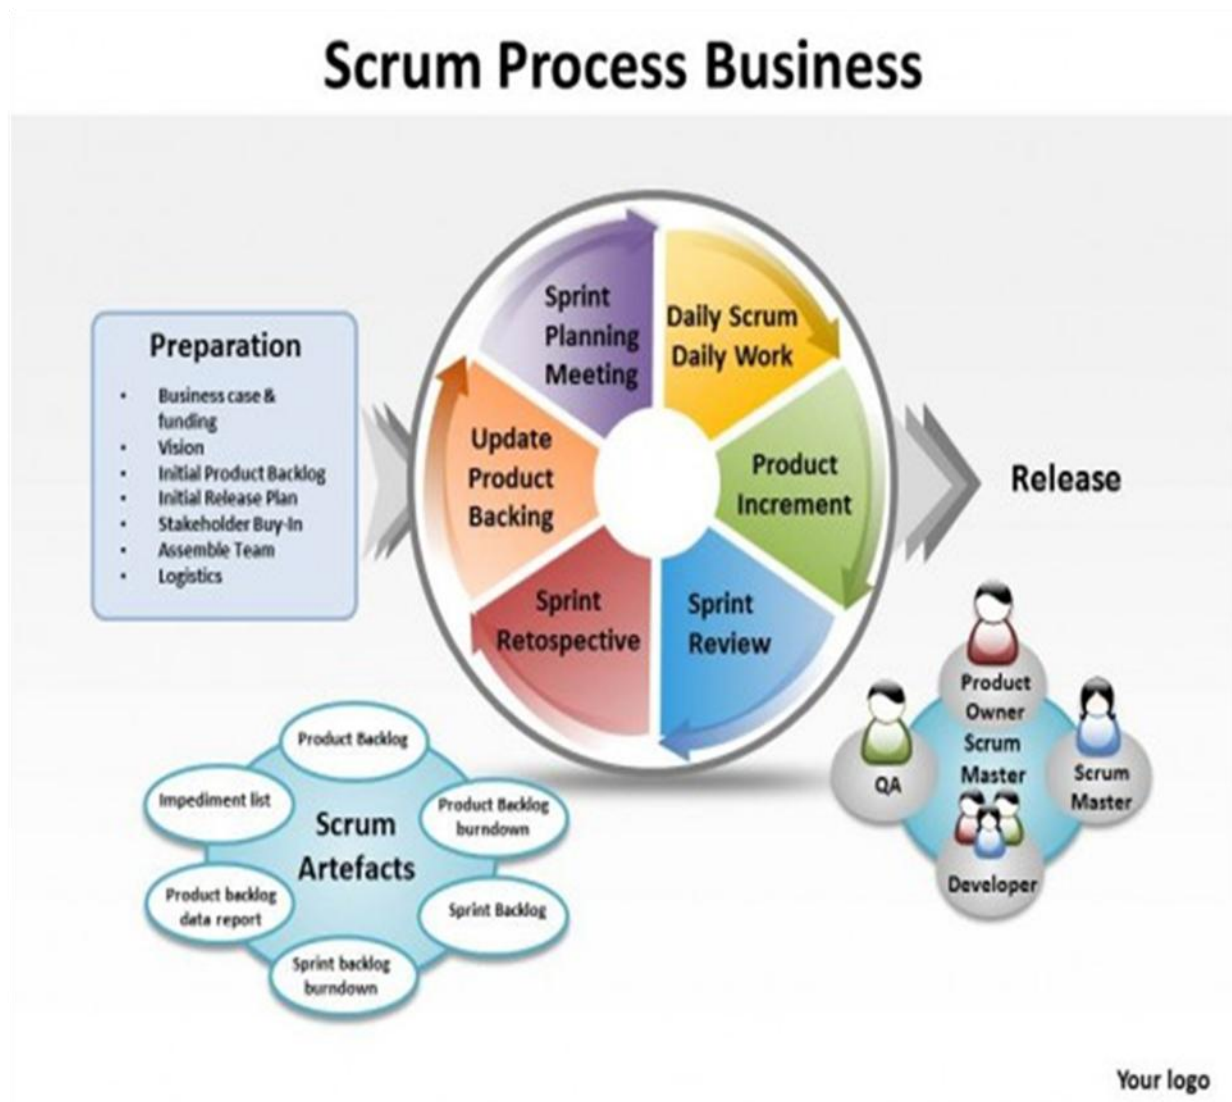 Scrum Process Business
Preparation
• Business case &
funding
• Vision
• Initial Product Backlog
• Initial Release Plan
• Stakeholder Buy-In
• Assemble Team
• Logistics
Sprint
Planning
Meeting
Daily Scrum
Daily Work
Product
Increment
Sprint
Review
Sprint
Retospective
Update
Product
Backing
Release
Product
Owner
Scrum
Master
QA
Scrum
Master
Developer
Scrum
Artefacts
Product Backlog
Product Backlog
burndown
Sprint Backlog
Sprint backlog
burndown
Product backlog
data report
Impediment list
Your logo